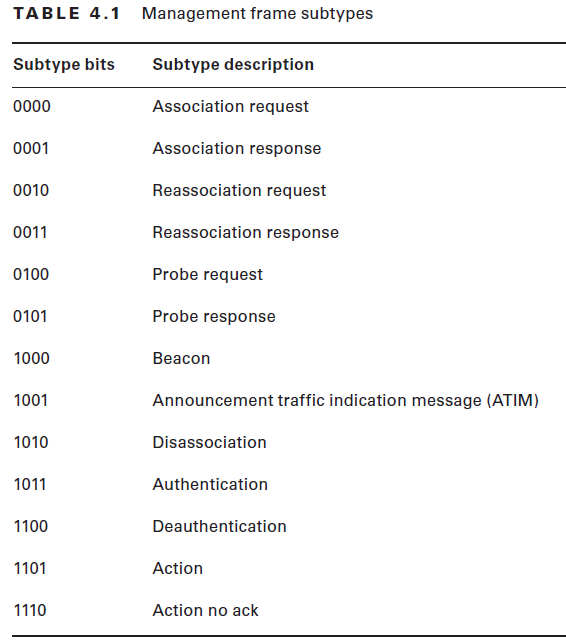 TABLE 4.1 Management frame subtypes
Subtype bits Subtype description
0000 Association request
0001 Association response
0010 Reassociation request
0011 Reassociation response
0100 Probe request
0101 Probe response
1000 Beacon
1001 Announcement traffic indication message (ATIM)
1010 Disassociation
1011 Authentication
1100 Deauthentication
1101 Action
1110 Action no ack